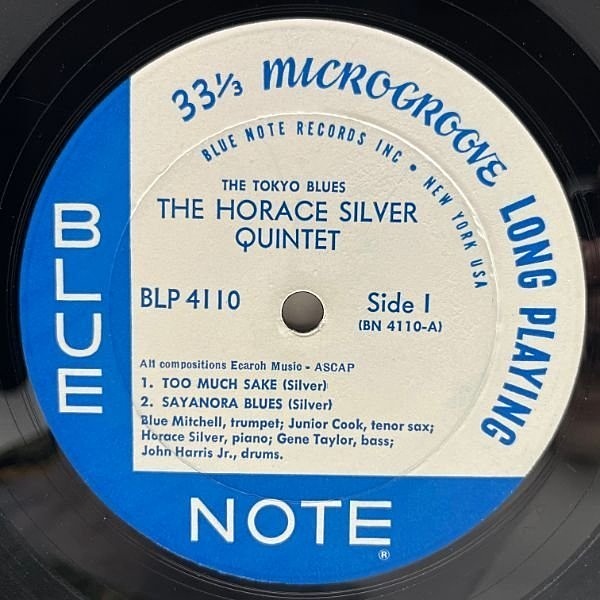 33⅓ MICROGROOVE LONG PLAYING
BLUE NOTE RECORDS INC • NEW YORK USA
THE TOKYO BLUES
THE HORACE SILVER
QUINTET
BLP 4110
Side 1
(BN 4110-A)
All compositions Ecaroh Music - ASCAP
1. TOO MUCH SAKE (Silver)
2. SAYANORA BLUES (Silver)
Blue Mitchell, trumpet; Junior Cook, tenor sax;
Horace Silver, piano; Gene Taylor, bass;
John Harris Jr., drums.
BLUE
NOTE ®